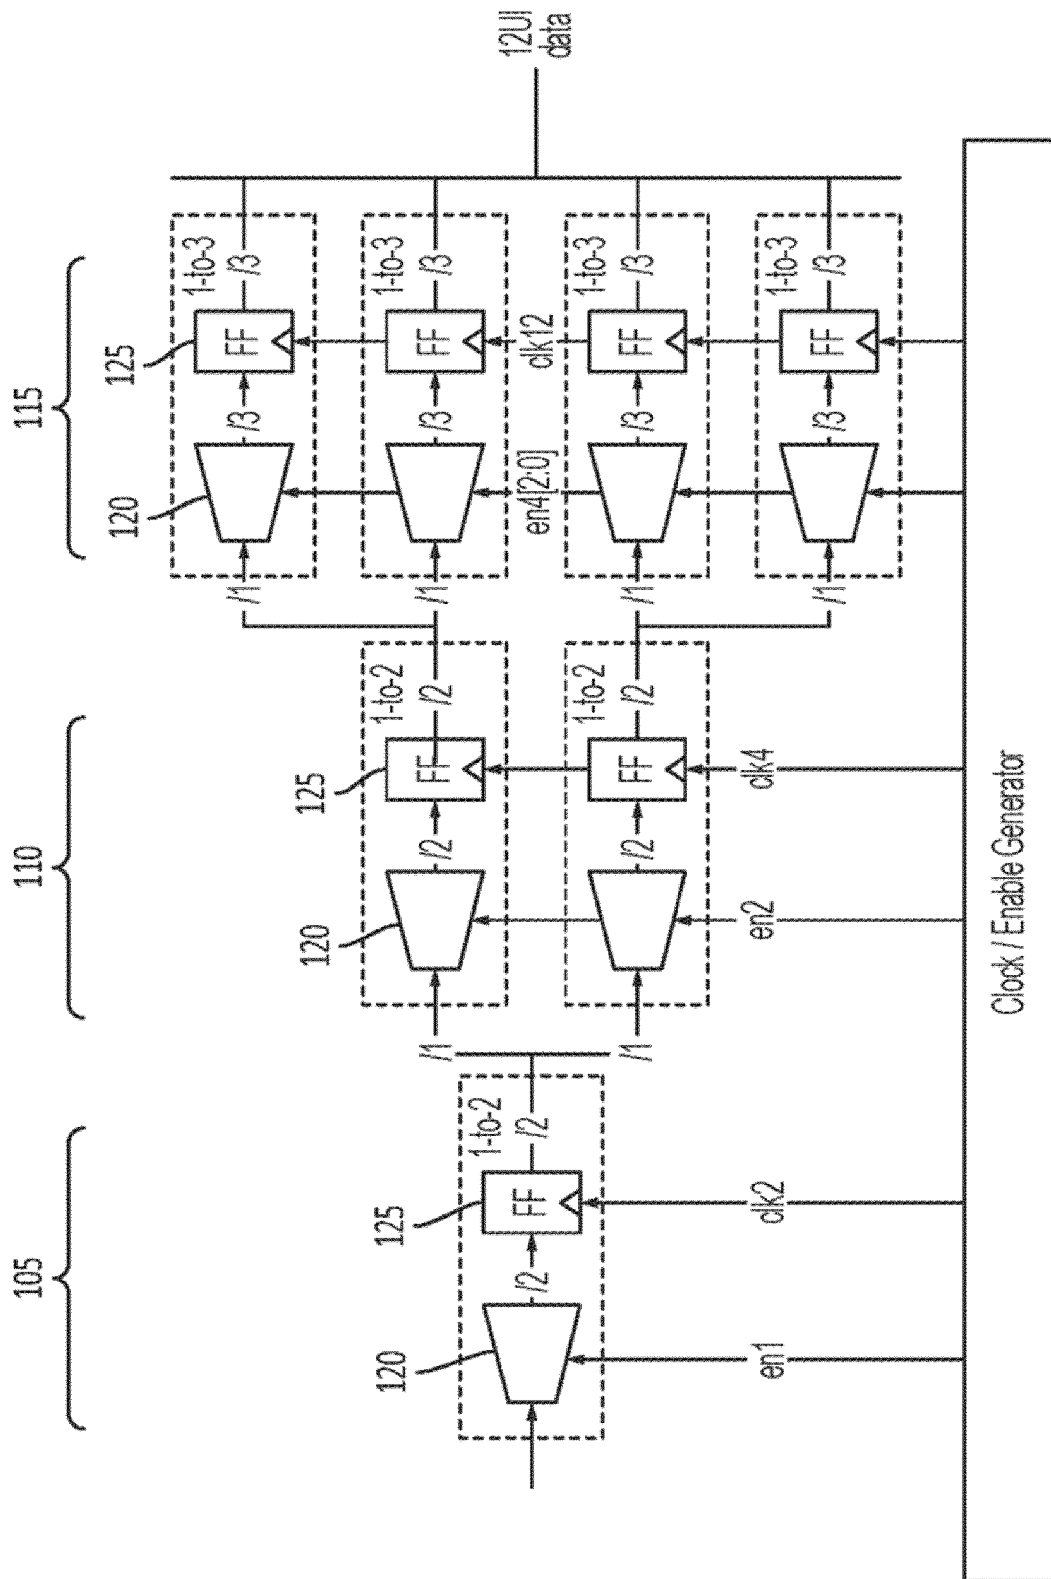 105
110
115
120
125
1-to-3
/1
/3
FF
/3
120
125
1-to-2
1-to-3
/1
/2
FF
/2
/1
/3
FF
/3
120
125
1-to-2
/2
FF
/2
en4[2:0]
clk12
12UI
data
1-to-2
1-to-3
/1
/2
FF
/2
/1
/3
FF
/3
1-to-3
/1
/3
FF
/3
en1
clk2
en2
clk4
Clock / Enable Generator